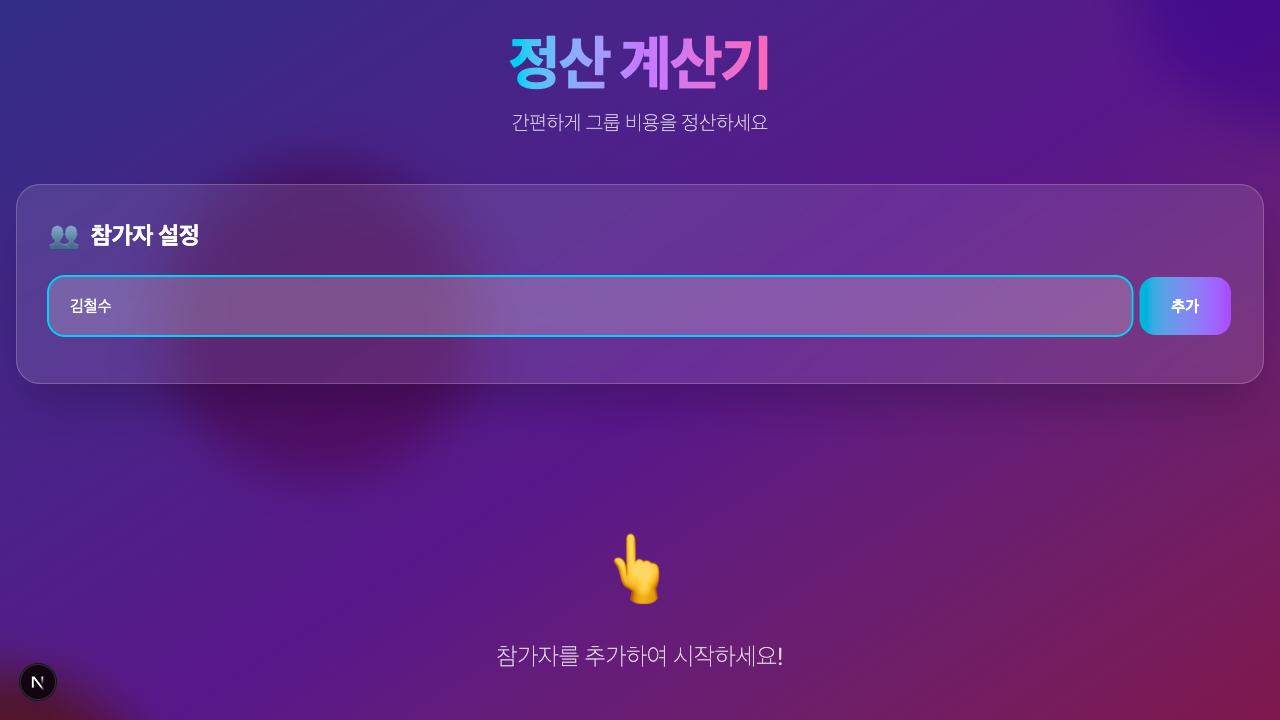 정산 계산기
간편하게 그룹 비용을 정산하세요
참가자 설정
김철수
추가
참가자를 추가하여 시작하세요!
N